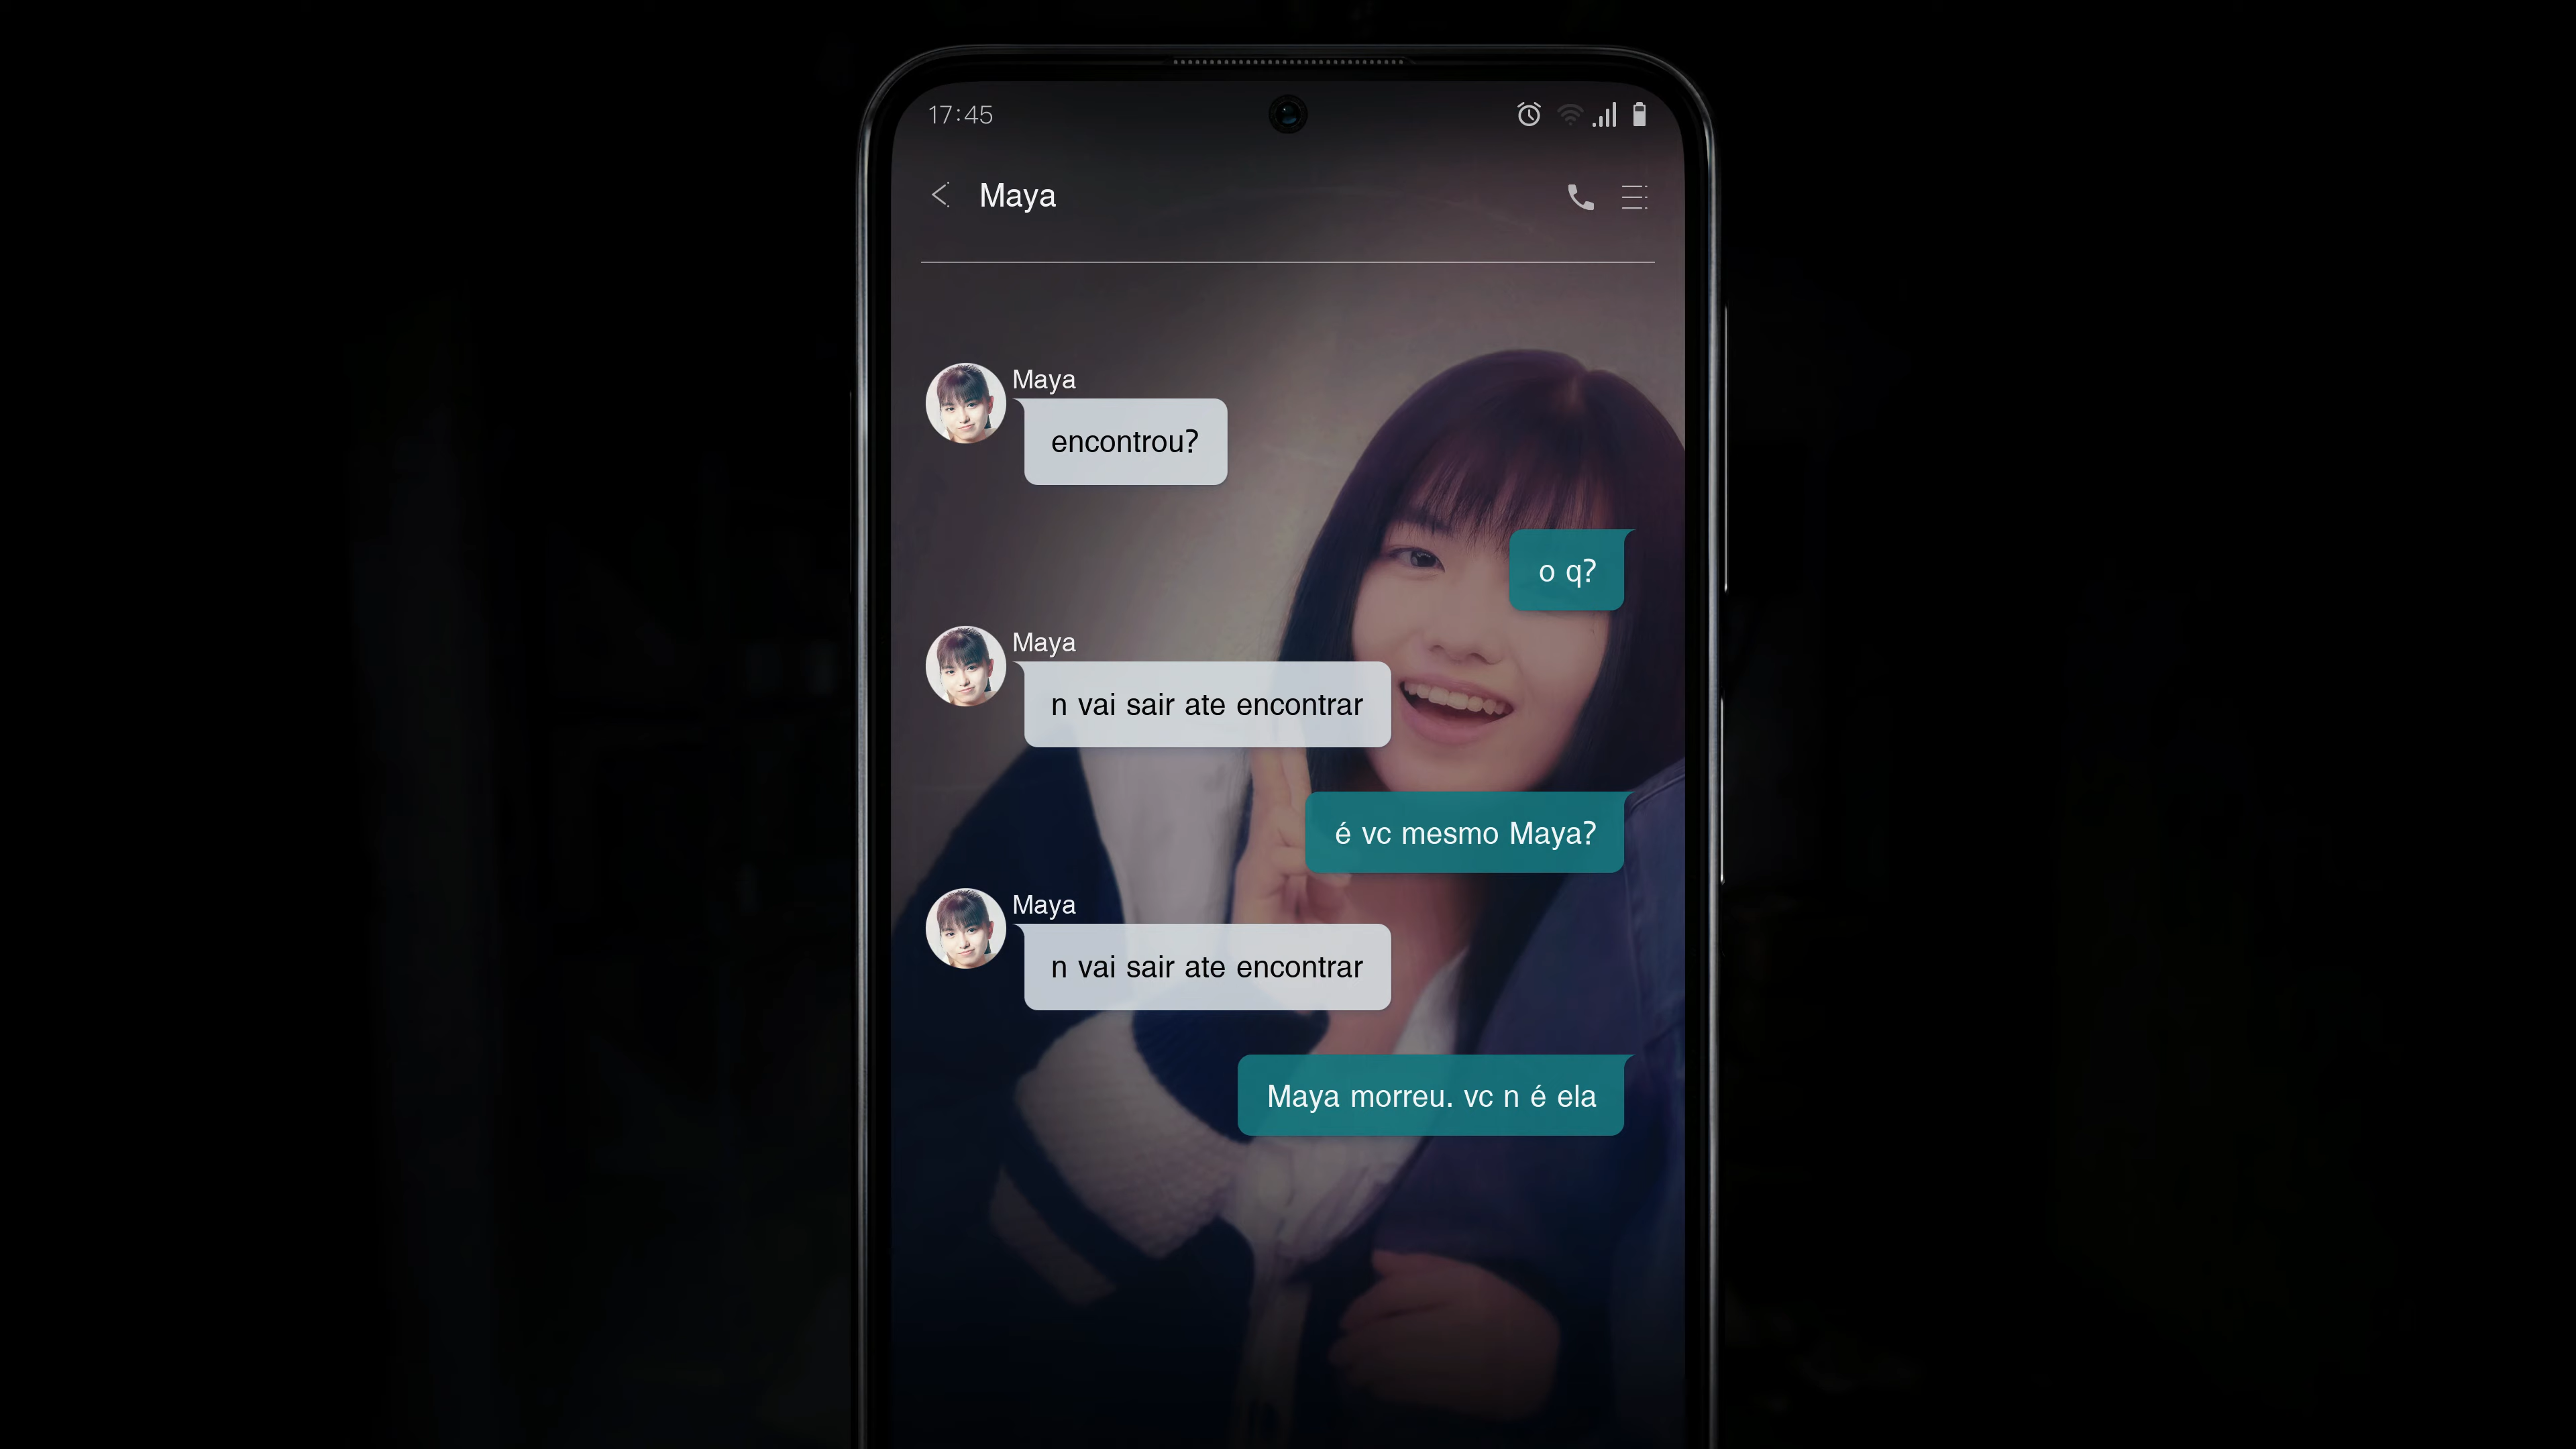 17:45
Maya
Maya
encontrou?
o q?
Maya
n vai sair ate encontrar
é vc mesmo Maya?
Maya
n vai sair ate encontrar
Maya morreu. vc n é ela